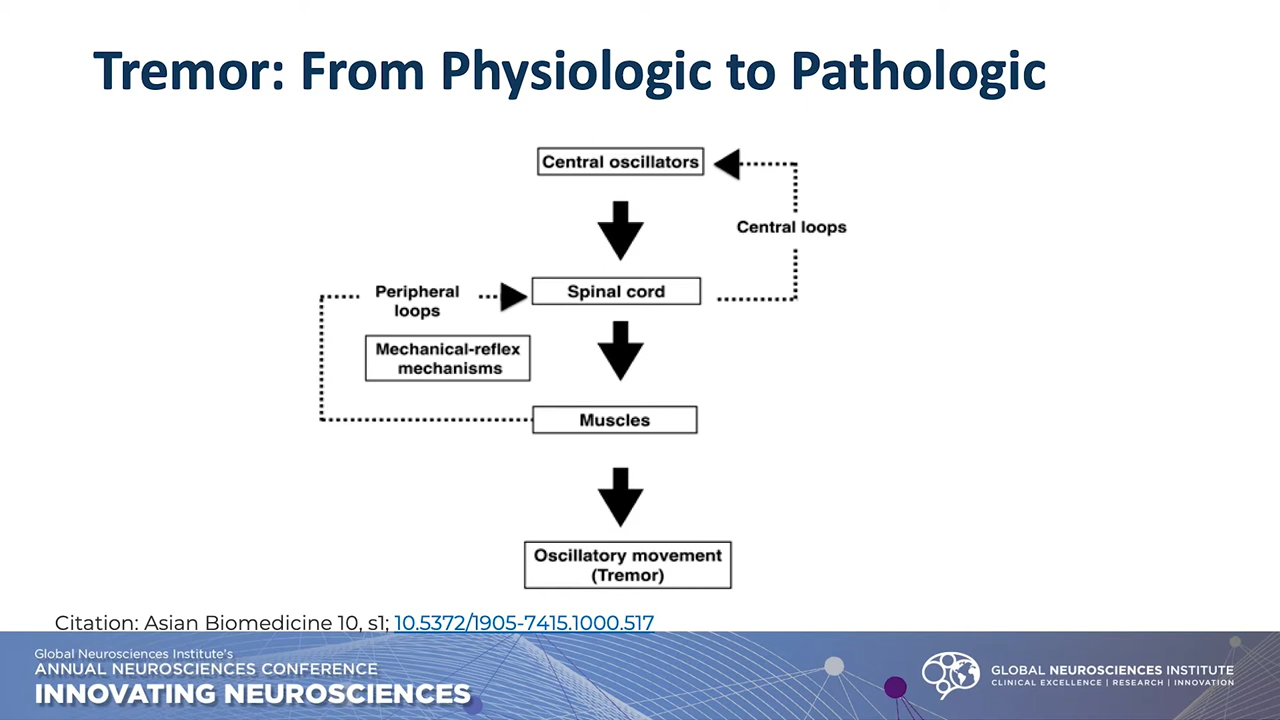 Tremor: From Physiologic to Pathologic
Central oscillators
Central loops
Peripheral
loops
Spinal cord
Mechanical-reflex
mechanisms
Muscles
Oscillatory movement
(Tremor)
Citation: Asian Biomedicine 10, s1; 10.5372/1905-7415.1000.517
Global Neurosciences Institute's
ANNUAL NEUROSCIENCES CONFERENCE
INNOVATING NEUROSCIENCES
GLOBAL NEUROSCIENCES INSTITUTE
CLINICAL EXCELLENCE | RESEARCH | INNOVATION